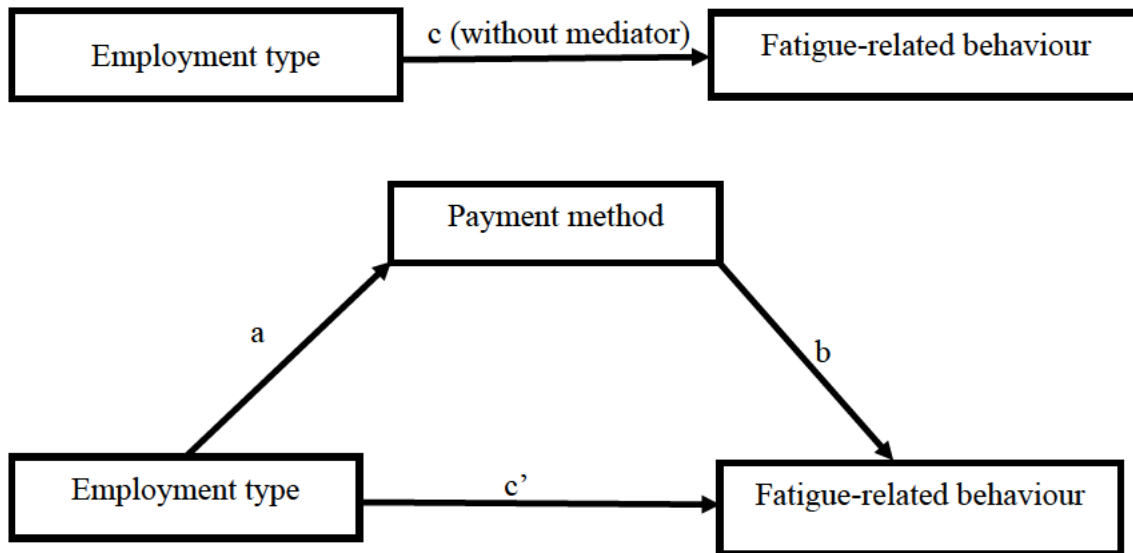 Employment type
c (without mediator)
Fatigue-related behaviour
Payment method
a
b
Employment type
c’
Fatigue-related behaviour